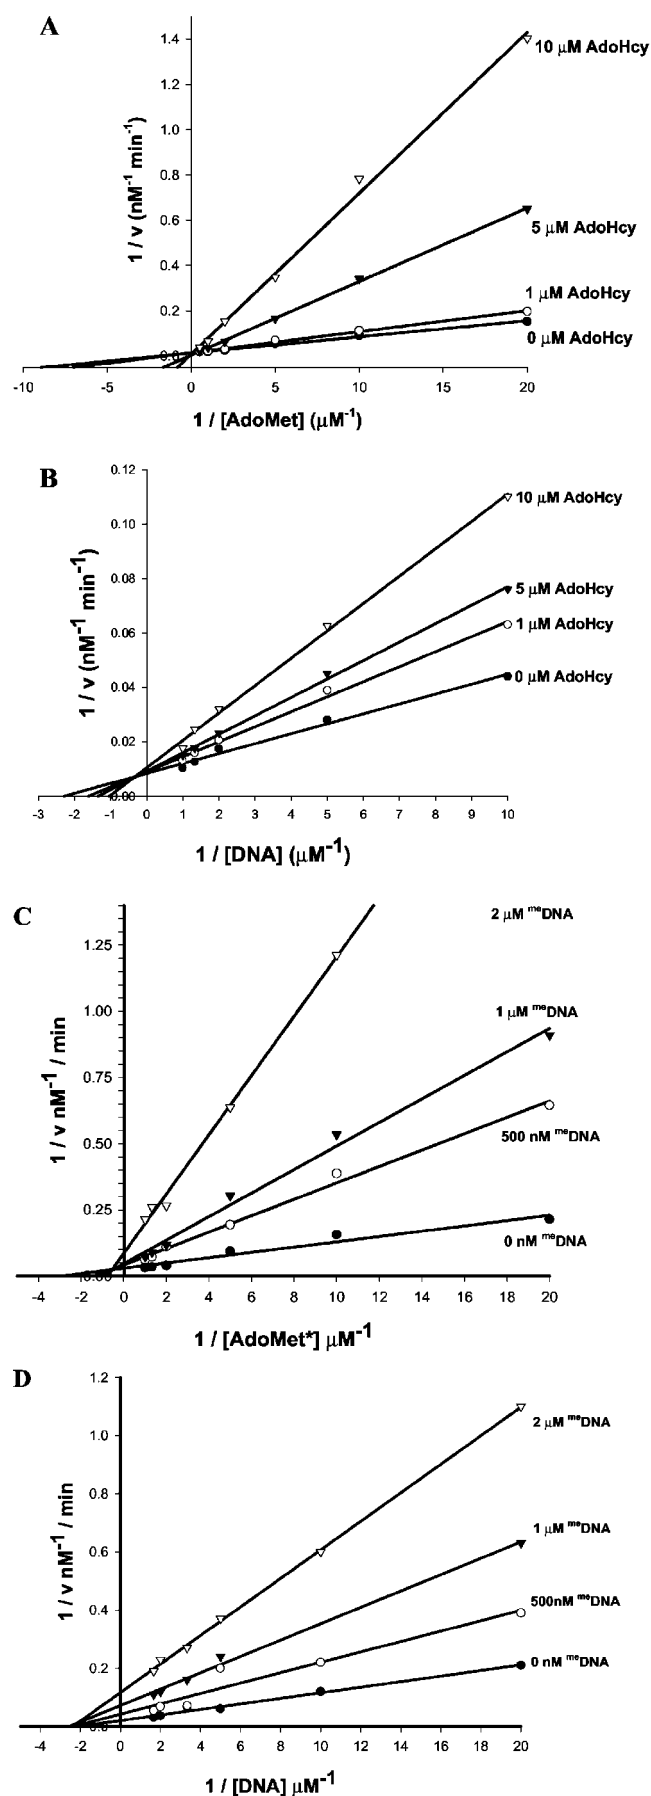 A
1.4
10 μM AdoHcy
1.2
1.0
1 / v (nM-1 min-1)
0.8
0.6
5 μM AdoHcy
0.4
1 μM AdoHcy
0.2
0 μM AdoHcy
0.0
-10 -5 0 5 10 15 20
1 / [AdoMet] (μM-1)
B
0.12
10 μM AdoHcy
0.10
0.08
5 μM AdoHcy
1 / v (nM-1 min-1)
1 μM AdoHcy
0.06
0 μM AdoHcy
0.04
0.02
0.00
-3 -2 -1 0 1 2 3 4 5 6 7 8 9 10
1 / [DNA] (μM-1)
C
2 μM meDNA
1.25
1 μM meDNA
1.00
1 / v nM-1 / min
0.75
500 nM meDNA
0.50
0.25
0 nM meDNA
0.00
-4 -2 0 2 4 6 8 10 12 14 16 18 20
1 / [AdoMet*] μM-1
D
1.2
2 μM meDNA
1.0
0.8
1 / v nM-1 / min
1 μM meDNA
0.6
500nM meDNA
0.4
0 nM meDNA
0.2
0.0
-4 -2 0 2 4 6 8 10 12 14 16 18 20
1 / [DNA] μM-1